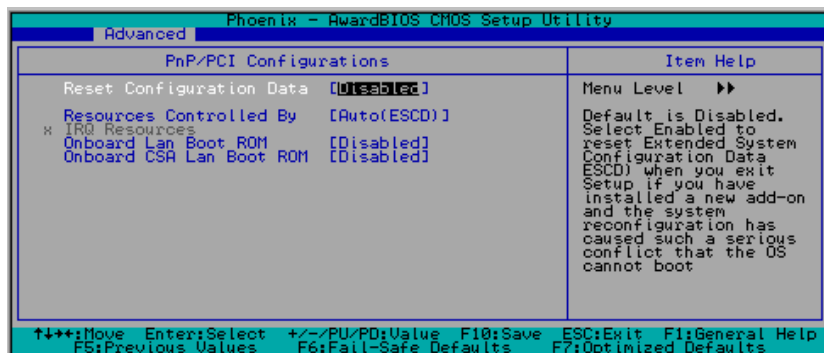 Phoenix - AwardBIOS CMOS Setup Utility
Advanced
PnP/PCI Configurations
Item Help
Reset Configuration Data [Disabled]
Resources Controlled By [Auto(ESCD)]
x IRQ Resources
Onboard Lan Boot ROM [Disabled]
Onboard CSA Lan Boot ROM [Disabled]
Menu Level ▶▶
Default is Disabled.
Select Enabled to
reset Extended System
Configuration Data
ESCD) when you exit
Setup if you have
installed a new add-on
and the system
reconfiguration has
caused such a serious
conflict that the OS
cannot boot
↑↓→←:Move Enter:Select +/-/PU/PD:Value F10:Save ESC:Exit F1:General Help
F5:Previous Values F6:Fail-Safe Defaults F7:Optimized Defaults